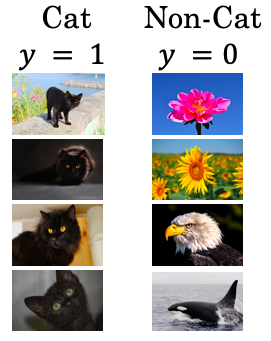 Cat Non-Cat
y = 1 y = 0